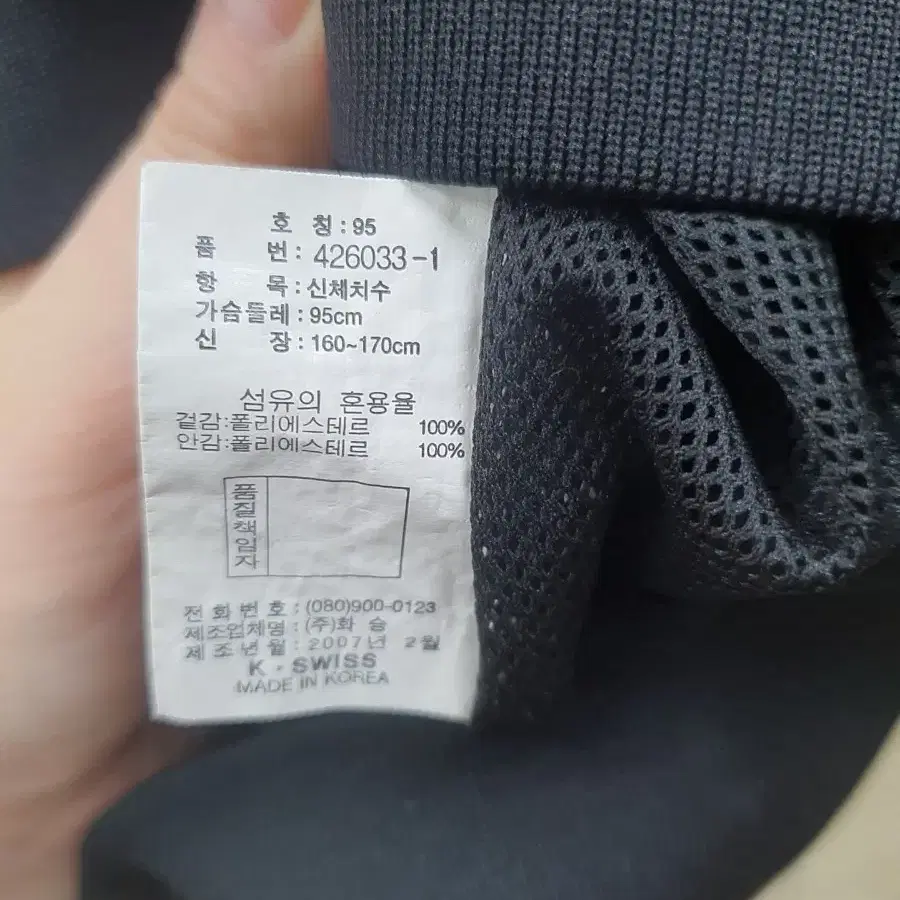 호 칭 : 95
품 번 : 426033-1
항 목 : 신체치수
가슴둘레 : 95cm
신 장 : 160~170cm
섬유의 혼용율
겉감:폴리에스테르 100%
안감:폴리에스테르 100%
품질책임자
전 화 번 호 : (080)900-0123
제조업체명 : (주)화 승
제 조 년 월 : 2007년 2월
K · SWISS
MADE IN KOREA